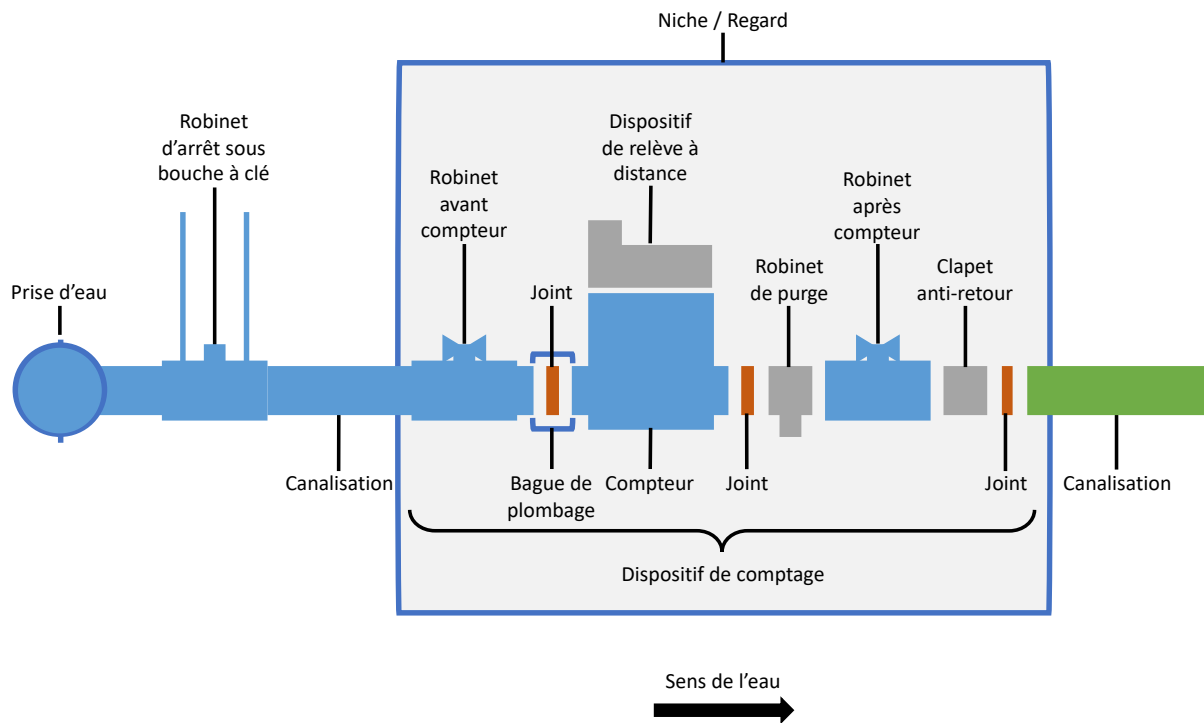 Niche / Regard
Robinet
d’arrêt sous
bouche à clé
Dispositif
de relève à
distance
Robinet
avant
compteur
Robinet
après
compteur
Prise d’eau
Joint
Robinet
de purge
Clapet
anti-retour
Canalisation
Bague de
plombage
Compteur
Joint
Joint
Canalisation
Dispositif de comptage
Sens de l’eau